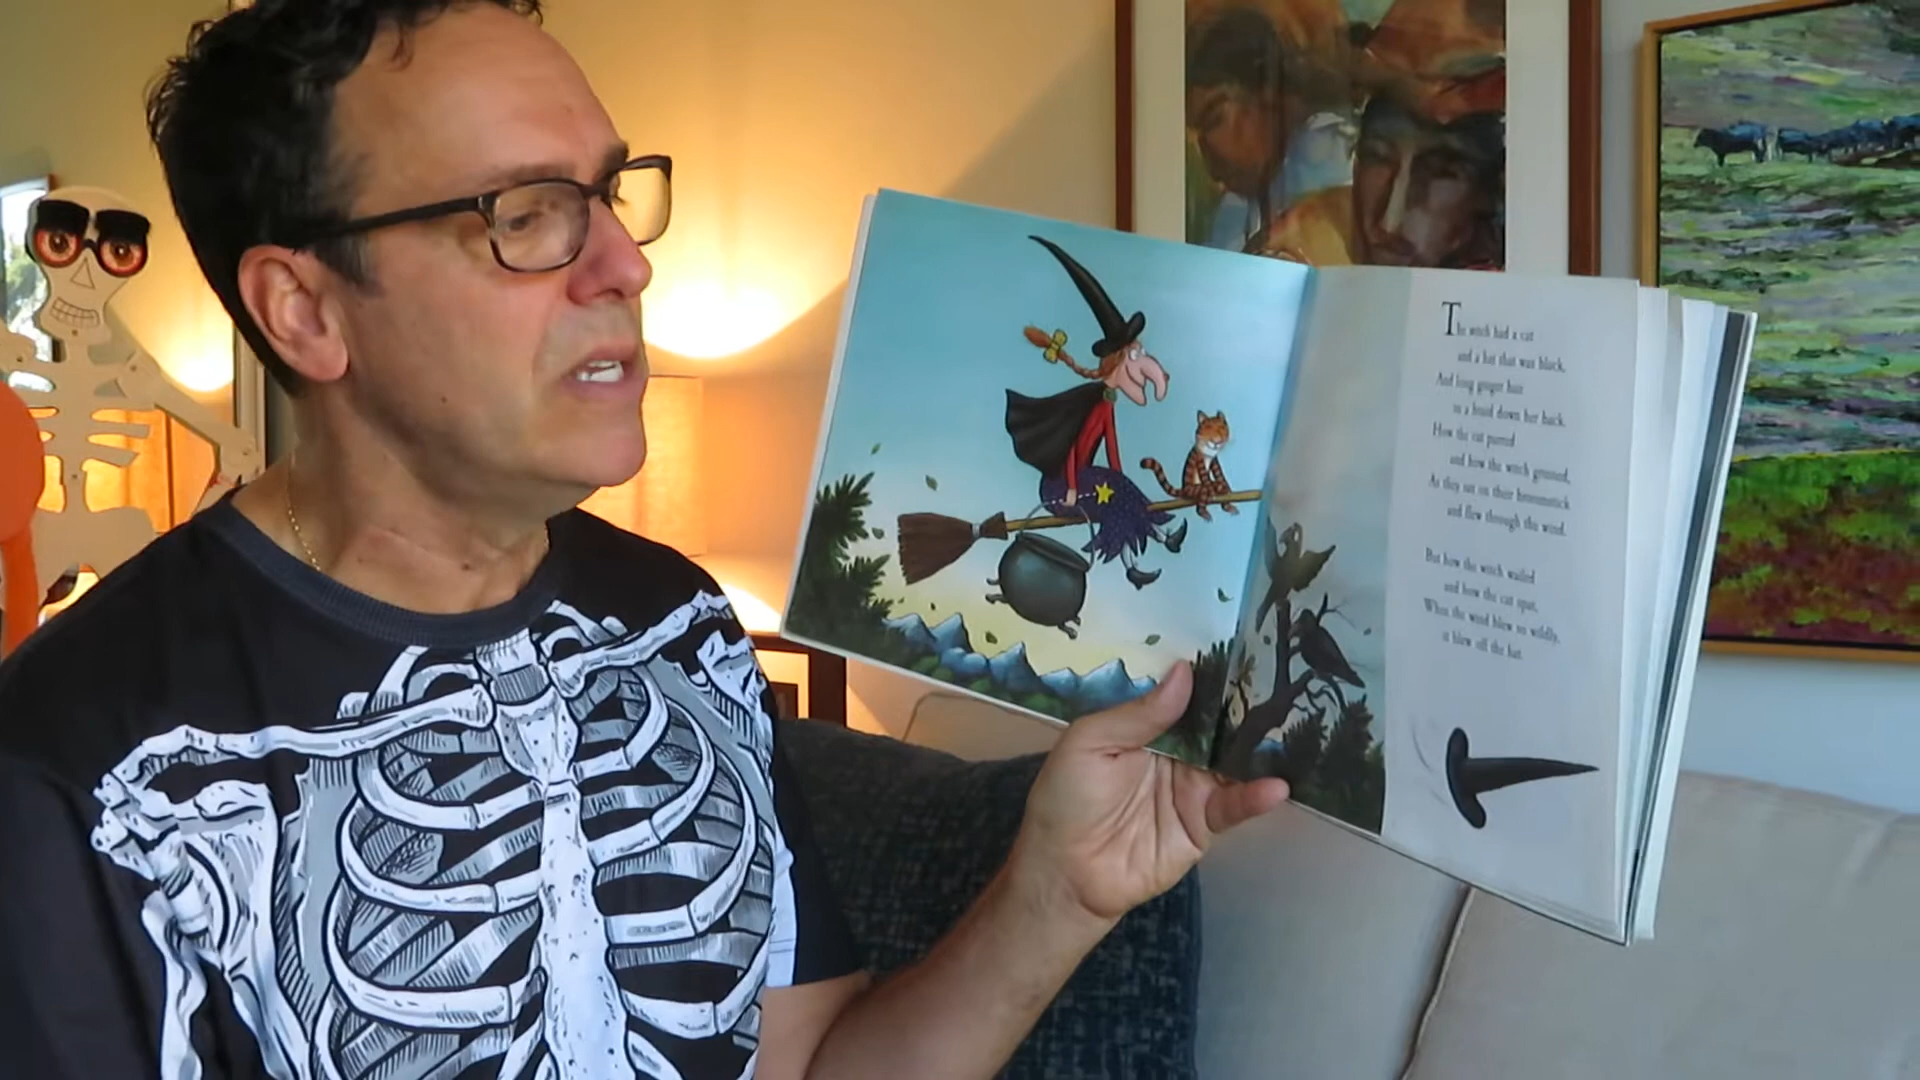 The witch had a cat
and a hat that was black,
And long ginger hair
in a braid down her back.
How the cat purred
and how the witch grinned,
As they sat on their broomstick
and flew through the wind.
But how the witch wailed
and how the cat spat,
When the wind blew so wildly,
it blew off the hat.